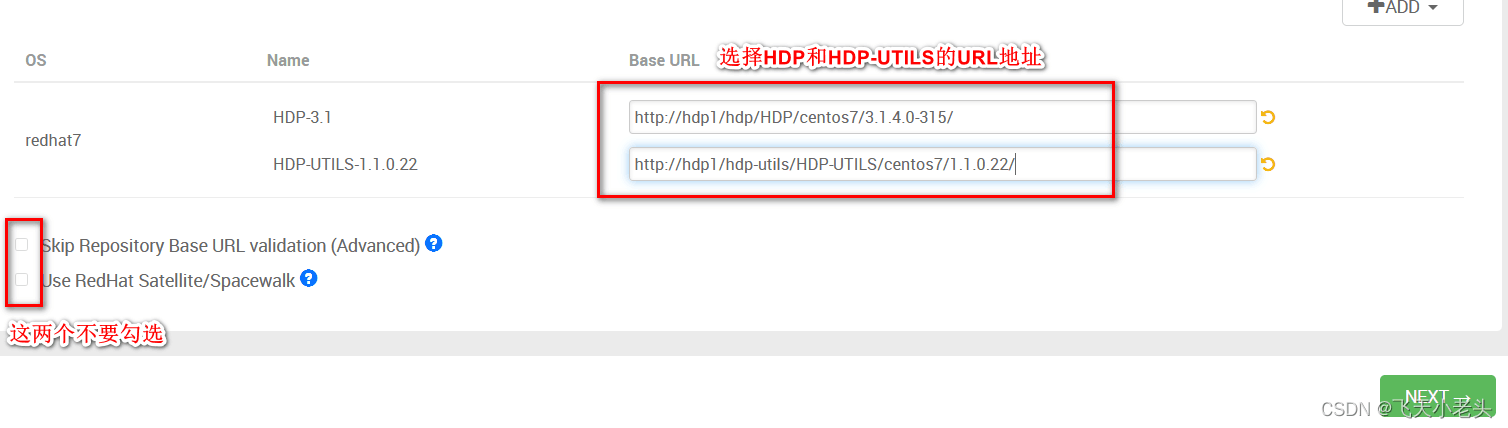 ADD
OS Name Base URL 选择HDP和HDP-UTILS的URL地址
HDP-3.1 http://hdp1/hdp/HDP/centos7/3.1.4.0-315/
redhat7
HDP-UTILS-1.1.0.22 http://hdp1/hdp-utils/HDP-UTILS/centos7/1.1.0.22/
Skip Repository Base URL validation (Advanced) ?
Use RedHat Satellite/Spacewalk ?
这两个不要勾选
NEXT →
CSDN @飞天小老头